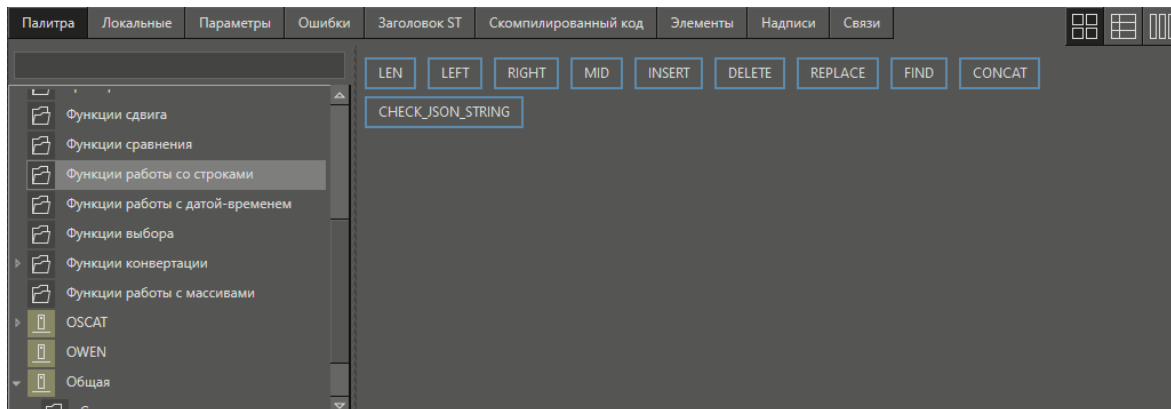 Палитра Локальные Параметры Ошибки Заголовок ST Скомпилированный код Элементы Надписи Связи
LEN LEFT RIGHT MID INSERT DELETE REPLACE FIND CONCAT
CHECK_JSON_STRING
Функции сдвига
Функции сравнения
Функции работы со строками
Функции работы с датой-временем
Функции выбора
Функции конвертации
Функции работы с массивами
OSCAT
OWEN
Общая